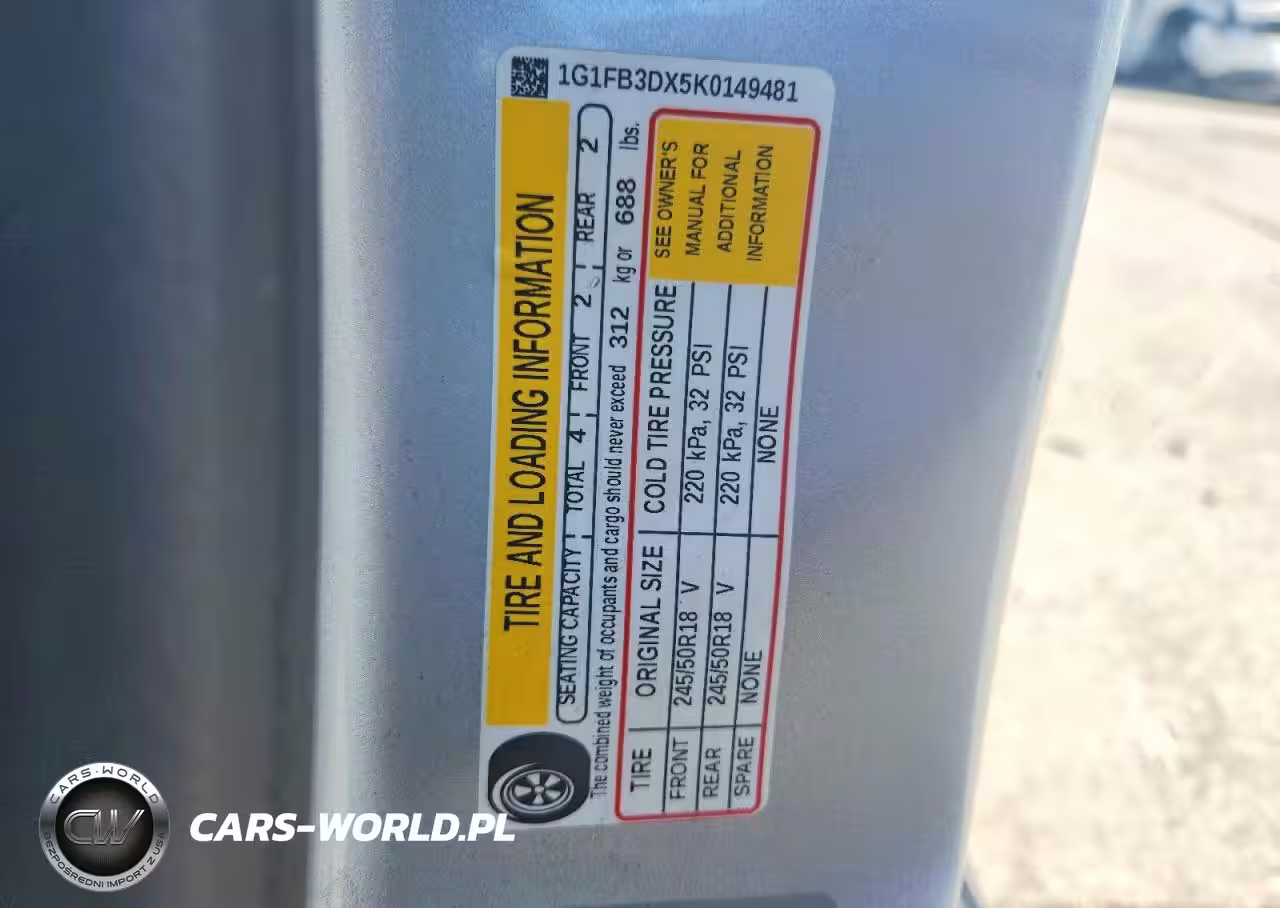 1G1FB3DX5K0149481
TIRE AND LOADING INFORMATION
SEATING CAPACITY TOTAL 4 FRONT 2 REAR 2
The combined weight of occupants and cargo should never exceed 312 kg or 688 lbs.
TIRE ORIGINAL SIZE COLD TIRE PRESSURE
FRONT 245/50R18 V 220 kPa, 32 PSI
REAR 245/50R18 V 220 kPa, 32 PSI
SPARE NONE NONE
SEE OWNER'S
MANUAL FOR
ADDITIONAL
INFORMATION
CARS-WORLD
CW
BEZPOŚREDNI IMPORT Z USA
CARS-WORLD.PL